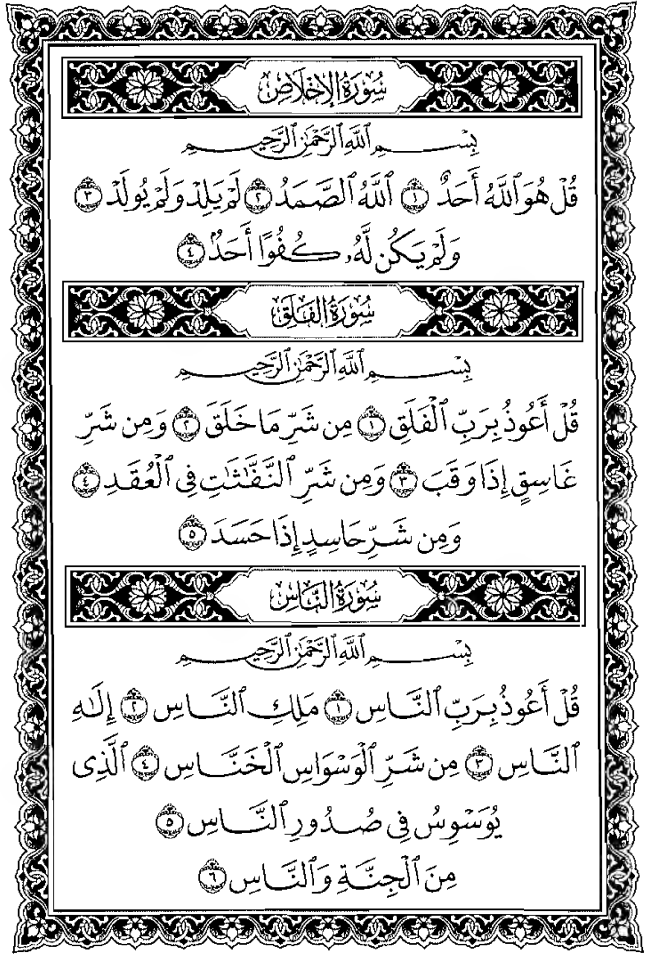 سُورَةُ الإِخْلَاصِ
بِسْمِ ٱللَّهِ ٱلرَّحْمَٰنِ ٱلرَّحِيمِ
قُلْ هُوَ ٱللَّهُ أَحَدٌ ١ ٱللَّهُ ٱلصَّمَدُ ٢ لَمْ يَلِدْ وَلَمْ يُولَدْ ٣
وَلَمْ يَكُن لَّهُۥ كُفُوًا أَحَدٌۢ ٤
سُورَةُ الفَلَقِ
بِسْمِ ٱللَّهِ ٱلرَّحْمَٰنِ ٱلرَّحِيمِ
قُلْ أَعُوذُ بِرَبِّ ٱلْفَلَقِ ١ مِن شَرِّ مَا خَلَقَ ٢ وَمِن شَرِّ
غَاسِقٍ إِذَا وَقَبَ ٣ وَمِن شَرِّ ٱلنَّفَّٰثَٰتِ فِى ٱلْعُقَدِ ٤
وَمِن شَرِّ حَاسِدٍ إِذَا حَسَدَ ٥
سُورَةُ النَّاسِ
بِسْمِ ٱللَّهِ ٱلرَّحْمَٰنِ ٱلرَّحِيمِ
قُلْ أَعُوذُ بِرَبِّ ٱلنَّاسِ ١ مَلِكِ ٱلنَّاسِ ٢ إِلَٰهِ
ٱلنَّاسِ ٣ مِن شَرِّ ٱلْوَسْوَاسِ ٱلْخَنَّاسِ ٤ ٱلَّذِى
يُوَسْوِسُ فِى صُدُورِ ٱلنَّاسِ ٥
مِنَ ٱلْجِنَّةِ وَٱلنَّاسِ ٦